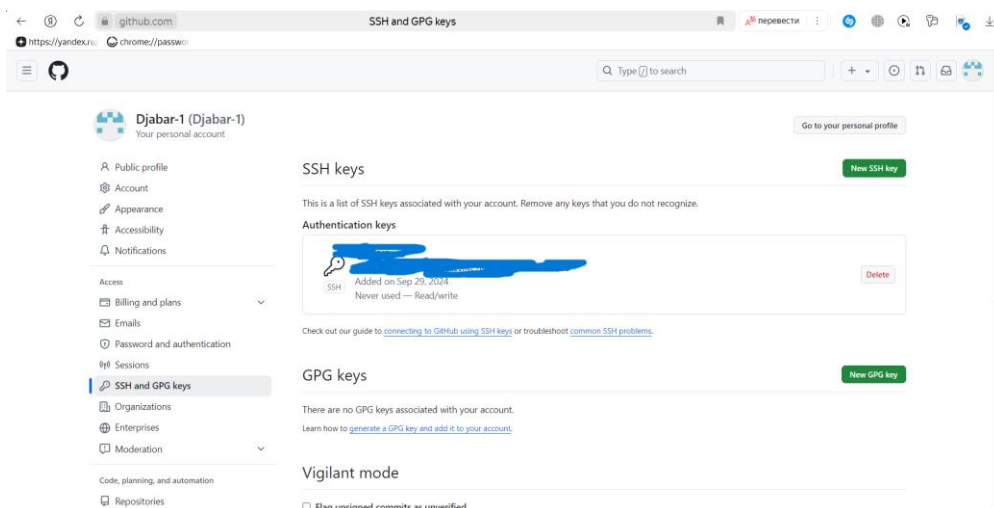 github.com
SSH and GPG keys
перевести
https://yandex.ru
chrome://passwor
Type / to search
Djabar-1 (Djabar-1)
Your personal account
Go to your personal profile
Public profile
Account
Appearance
Accessibility
Notifications
Access
Billing and plans
Emails
Password and authentication
Sessions
SSH and GPG keys
Organizations
Enterprises
Moderation
Code, planning, and automation
Repositories
SSH keys
New SSH key
This is a list of SSH keys associated with your account. Remove any keys that you do not recognize.
Authentication keys
SSH
Added on Sep 29, 2024
Never used — Read/write
Delete
Check out our guide to connecting to GitHub using SSH keys or troubleshoot common SSH problems.
GPG keys
New GPG key
There are no GPG keys associated with your account.
Learn how to generate a GPG key and add it to your account.
Vigilant mode
Flag unsigned commits as unverified